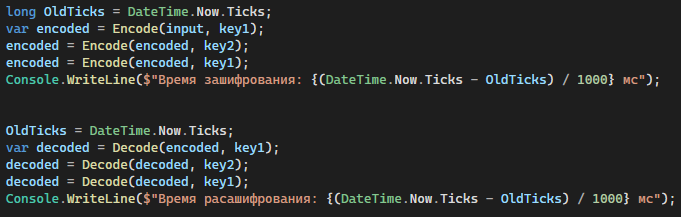 long OldTicks = DateTime.Now.Ticks;
var encoded = Encode(input, key1);
encoded = Encode(encoded, key2);
encoded = Encode(encoded, key1);
Console.WriteLine($"Время зашифрования: {(DateTime.Now.Ticks - OldTicks) / 1000} мс");
OldTicks = DateTime.Now.Ticks;
var decoded = Decode(encoded, key1);
decoded = Decode(decoded, key2);
decoded = Decode(decoded, key1);
Console.WriteLine($"Время расашифрования: {(DateTime.Now.Ticks - OldTicks) / 1000} мс");